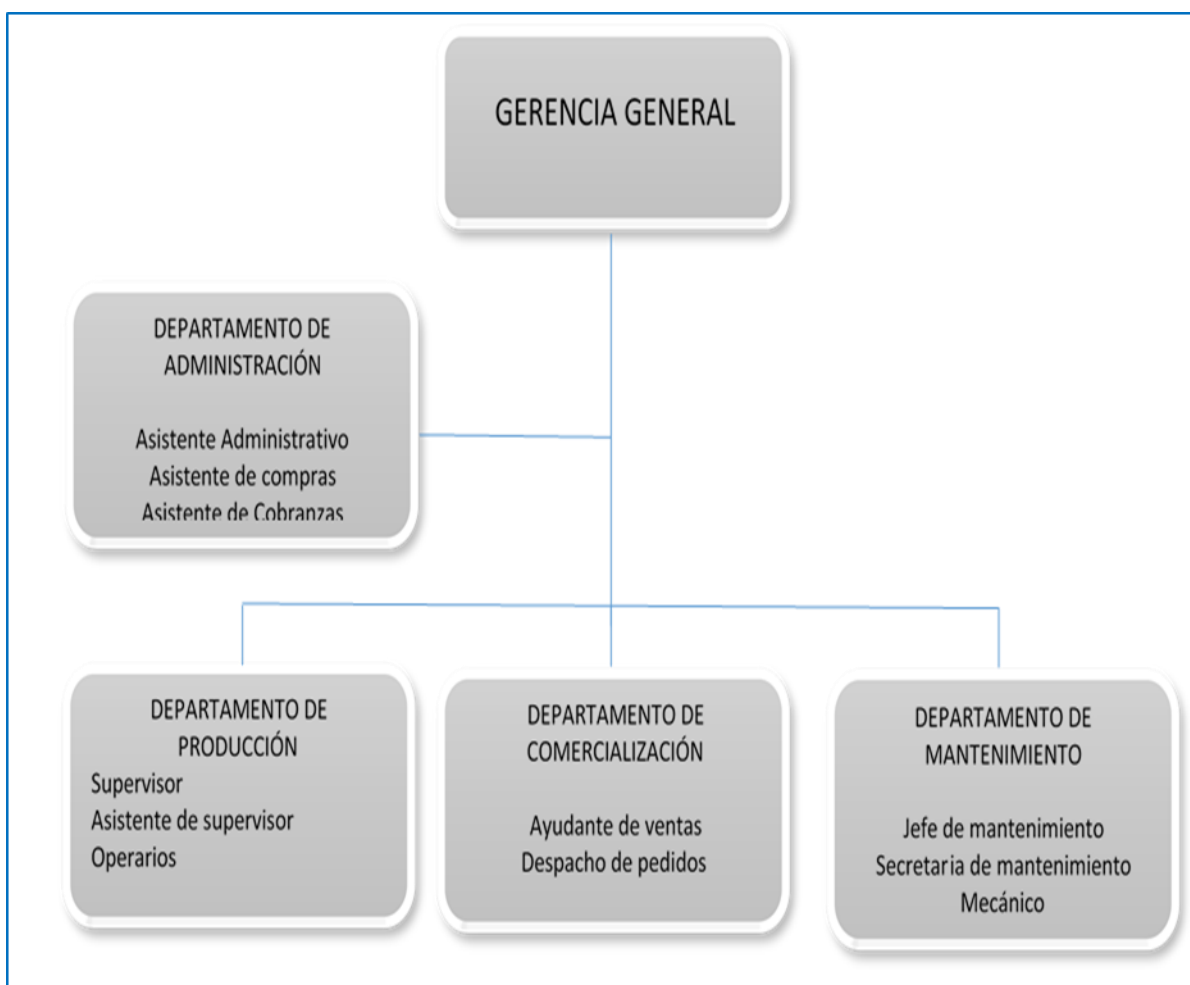 GERENCIA GENERAL
DEPARTAMENTO DE
ADMINISTRACIÓN
Asistente Administrativo
Asistente de compras
Asistente de Cobranzas
DEPARTAMENTO DE
PRODUCCIÓN
Supervisor
Asistente de supervisor
Operarios
DEPARTAMENTO DE
COMERCIALIZACIÓN
Ayudante de ventas
Despacho de pedidos
DEPARTAMENTO DE
MANTENIMIENTO
Jefe de mantenimiento
Secretaria de mantenimiento
Mecánico